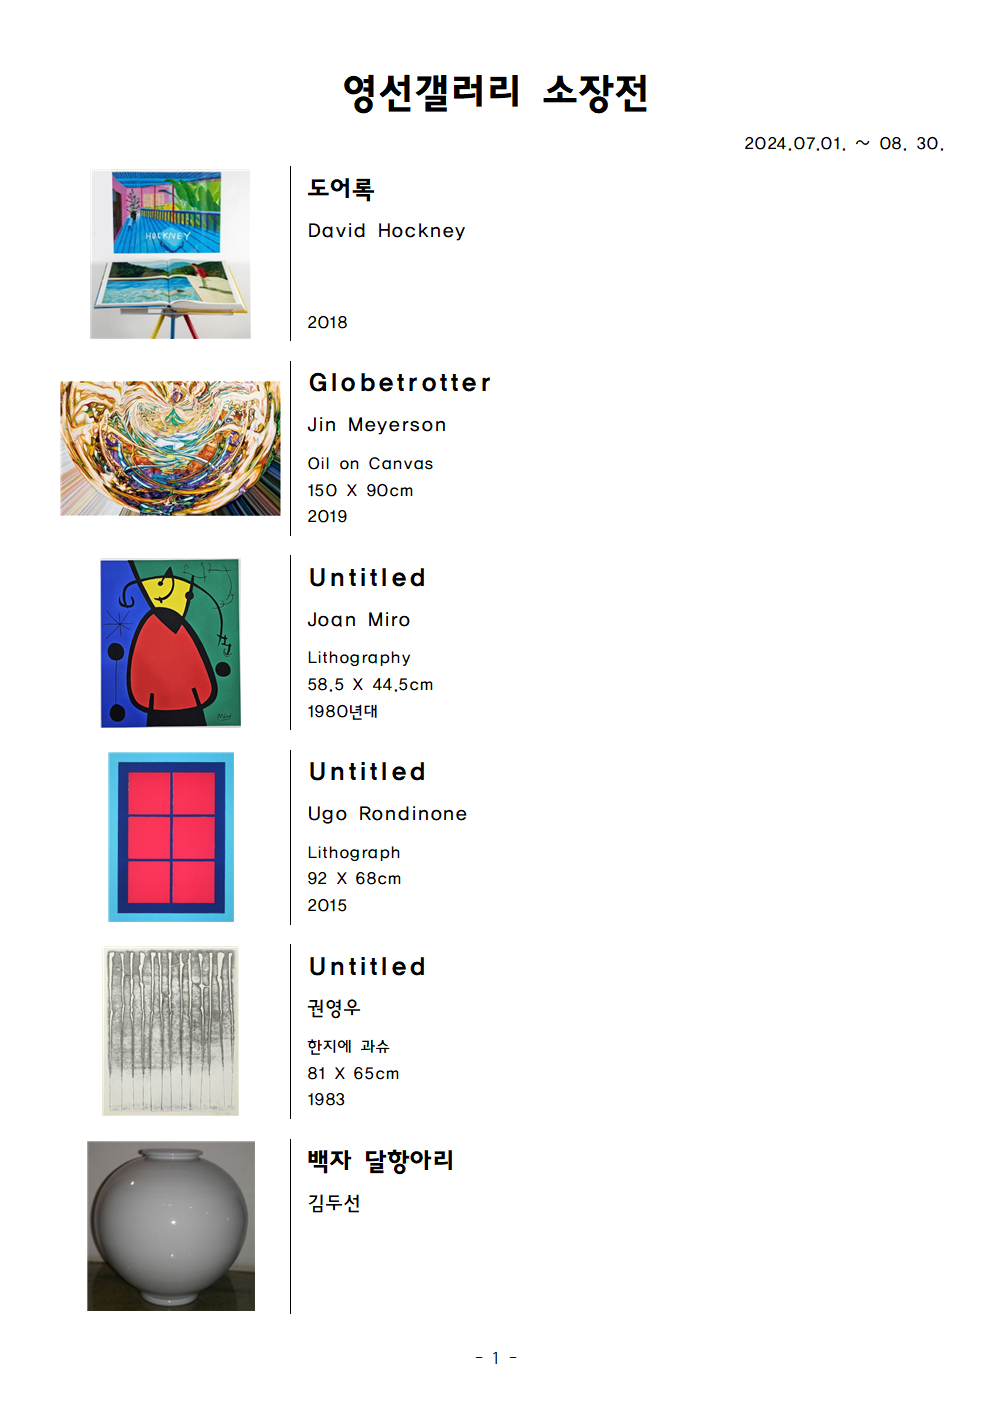 영선갤러리 소장전
2024.07.01. ~ 08. 30.
도어록
David Hockney
HOCKNEY
2018
Globetrotter
Jin Meyerson
Oil on Canvas
150 X 90cm
2019
Untitled
Joan Miro
Lithography
58.5 X 44.5cm
1980년대
Miró
Untitled
Ugo Rondinone
Lithograph
92 X 68cm
2015
Untitled
권영우
한지에 과슈
81 X 65cm
1983
백자 달항아리
김두선
- 1 -